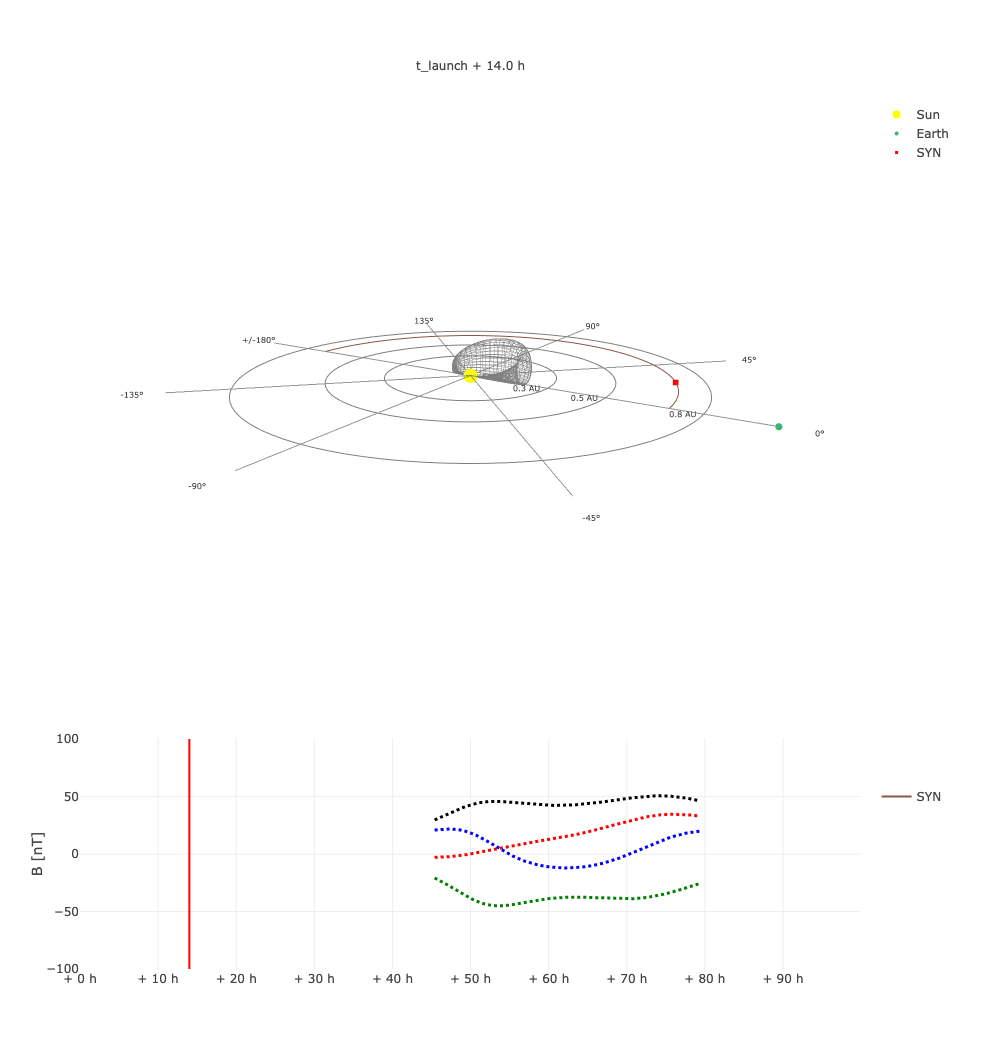 t_launch + 14.0 h
Sun
Earth
SYN
135°
90°
+/-180°
45°
-135°
0.3 AU
0.5 AU
0.8 AU
0°
-90°
-45°
100
50
0
−50
−100
B [nT]
+ 0 h
+ 10 h
+ 20 h
+ 30 h
+ 40 h
+ 50 h
+ 60 h
+ 70 h
+ 80 h
+ 90 h
SYN